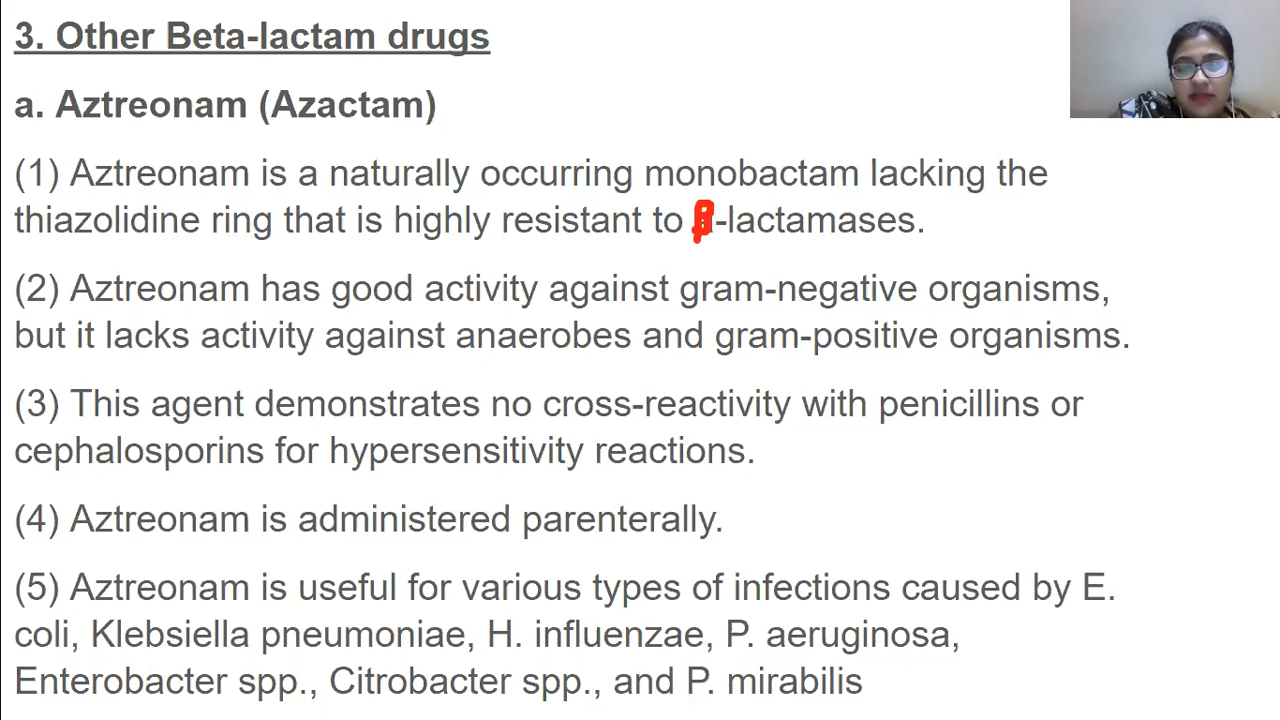 3. Other Beta-lactam drugs
a. Aztreonam (Azactam)
(1) Aztreonam is a naturally occurring monobactam lacking the
thiazolidine ring that is highly resistant to β-lactamases.
(2) Aztreonam has good activity against gram-negative organisms,
but it lacks activity against anaerobes and gram-positive organisms.
(3) This agent demonstrates no cross-reactivity with penicillins or
cephalosporins for hypersensitivity reactions.
(4) Aztreonam is administered parenterally.
(5) Aztreonam is useful for various types of infections caused by E.
coli, Klebsiella pneumoniae, H. influenzae, P. aeruginosa,
Enterobacter spp., Citrobacter spp., and P. mirabilis